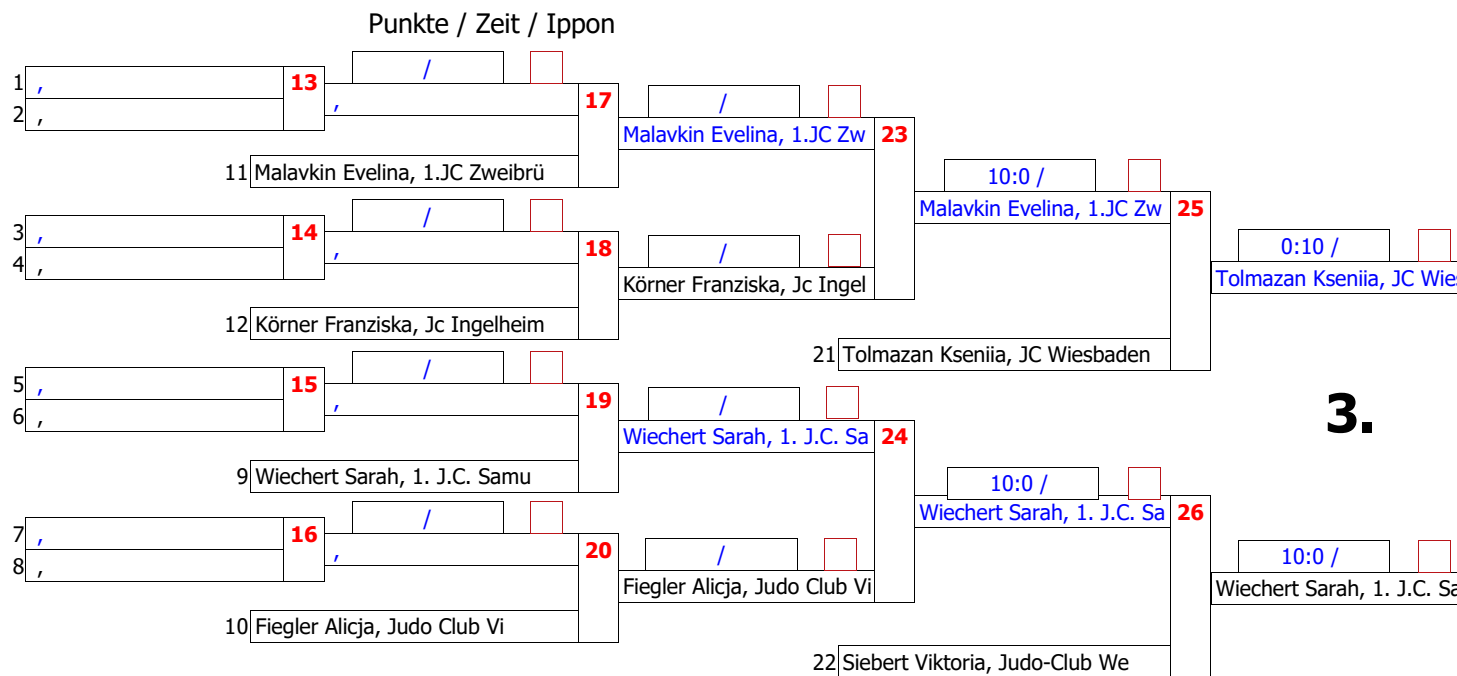 Punkte / Zeit / Ippon
1 ,
2 ,
13
/
,
17
11 Malavkin Evelina, 1.JC Zweibrü
/
Malavkin Evelina, 1.JC Zw
23
3 ,
4 ,
14
/
,
18
12 Körner Franziska, Jc Ingelheim
/
Körner Franziska, Jc Ingel
10:0 /
Malavkin Evelina, 1.JC Zw
25
21 Tolmazan Kseniia, JC Wiesbaden
0:10 /
Tolmazan Kseniia, JC Wies
3.
5 ,
6 ,
15
/
,
19
9 Wiechert Sarah, 1. J.C. Samu
/
Wiechert Sarah, 1. J.C. Sa
24
7 ,
8 ,
16
/
,
20
10 Fiegler Alicja, Judo Club Vi
/
Fiegler Alicja, Judo Club Vi
10:0 /
Wiechert Sarah, 1. J.C. Sa
26
22 Siebert Viktoria, Judo-Club We
10:0 /
Wiechert Sarah, 1. J.C. Sa